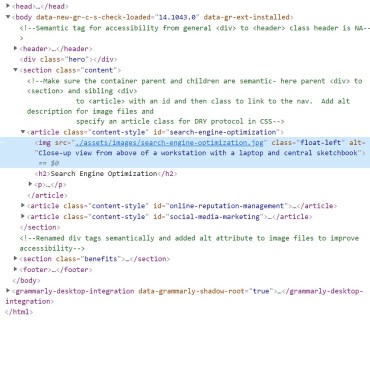 <head>…</head>
<body data-new-gr-c-s-check-loaded="14.1043.0" data-gr-ext-installed>
<!--Semantic tag for accessibility from general <div> to <header> class header is NA--
>
<header>…</header>
<div class="hero"></div>
<section class="content">
<!--Make sure the container parent and children are semantic- here parent <div> to
<section> and sibling <div>
to <article> with an id and then class to link to the nav.  Add alt
description for image files and
specify an article class for DRY protocol in CSS-->
<article class="content-style" id="search-engine-optimization">
<img src="./assets/images/search-engine-optimization.jpg" class="float-left" alt=
"Close-up view from above of a workstation with a laptop and central sketchbook">
== $0
<h2>Search Engine Optimization</h2>
<p>…</p>
</article>
<article class="content-style" id="online-reputation-management">…</article>
<article class="content-style" id="social-media-marketing">…</article>
</section>
<!--Renamed div tags semantically and added alt attribute to image files to improve
accessibility-->
<section class="benefits">…</section>
<footer>…</footer>
</body>
<grammarly-desktop-integration data-grammarly-shadow-root="true">…</grammarly-desktop-
integration>
</html>